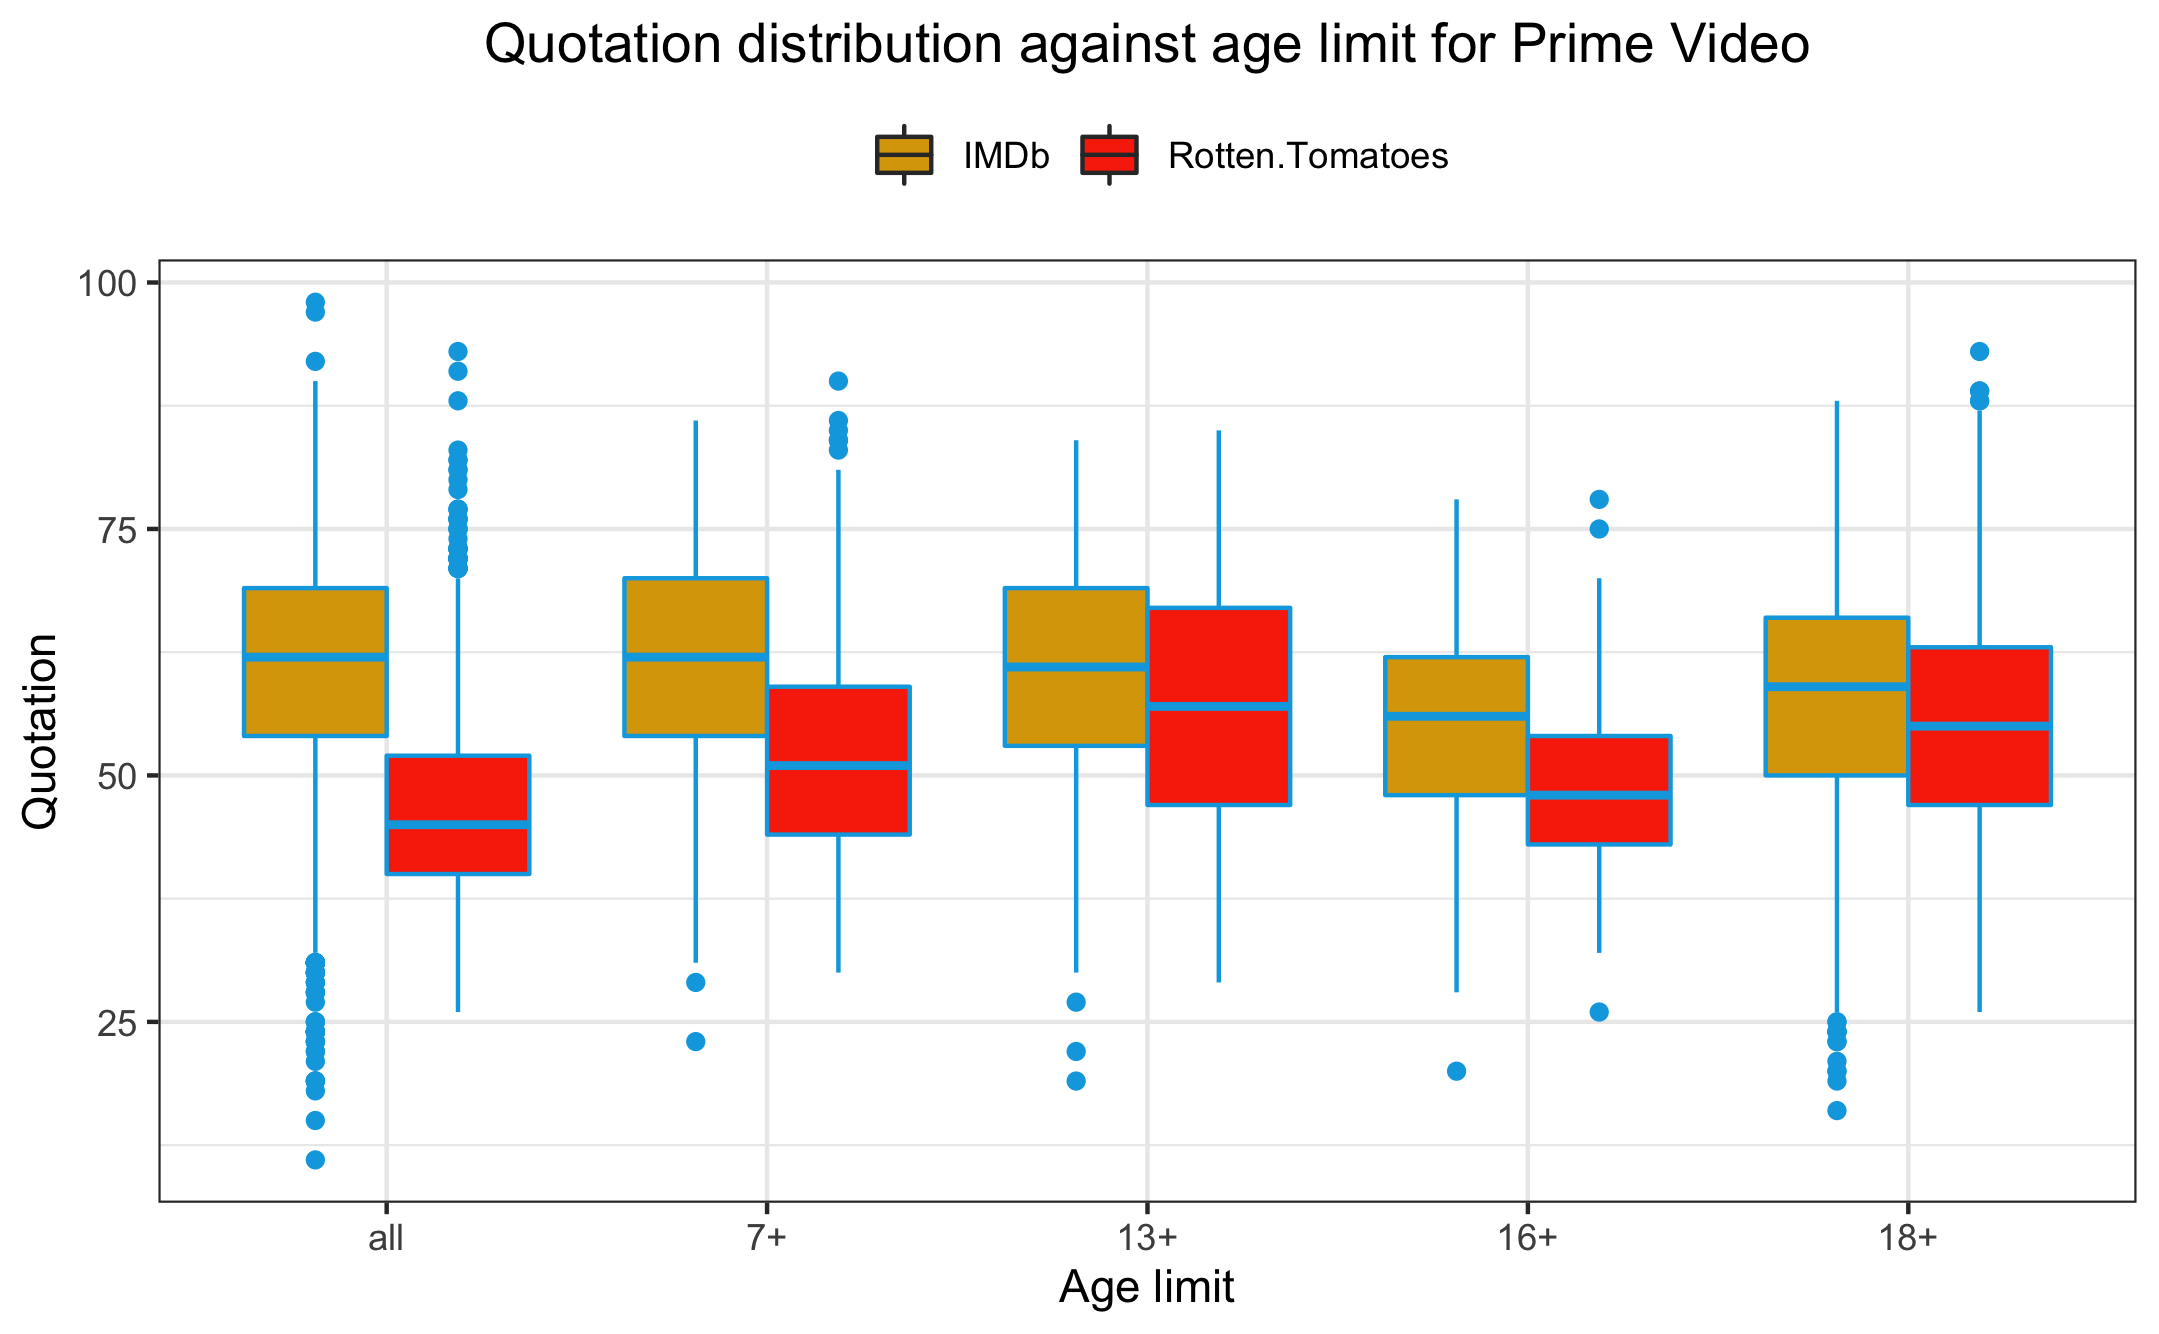 Quotation distribution against age limit for Prime Video
IMDb Rotten.Tomatoes
100
75
50
25
Quotation
all 7+ 13+ 16+ 18+
Age limit